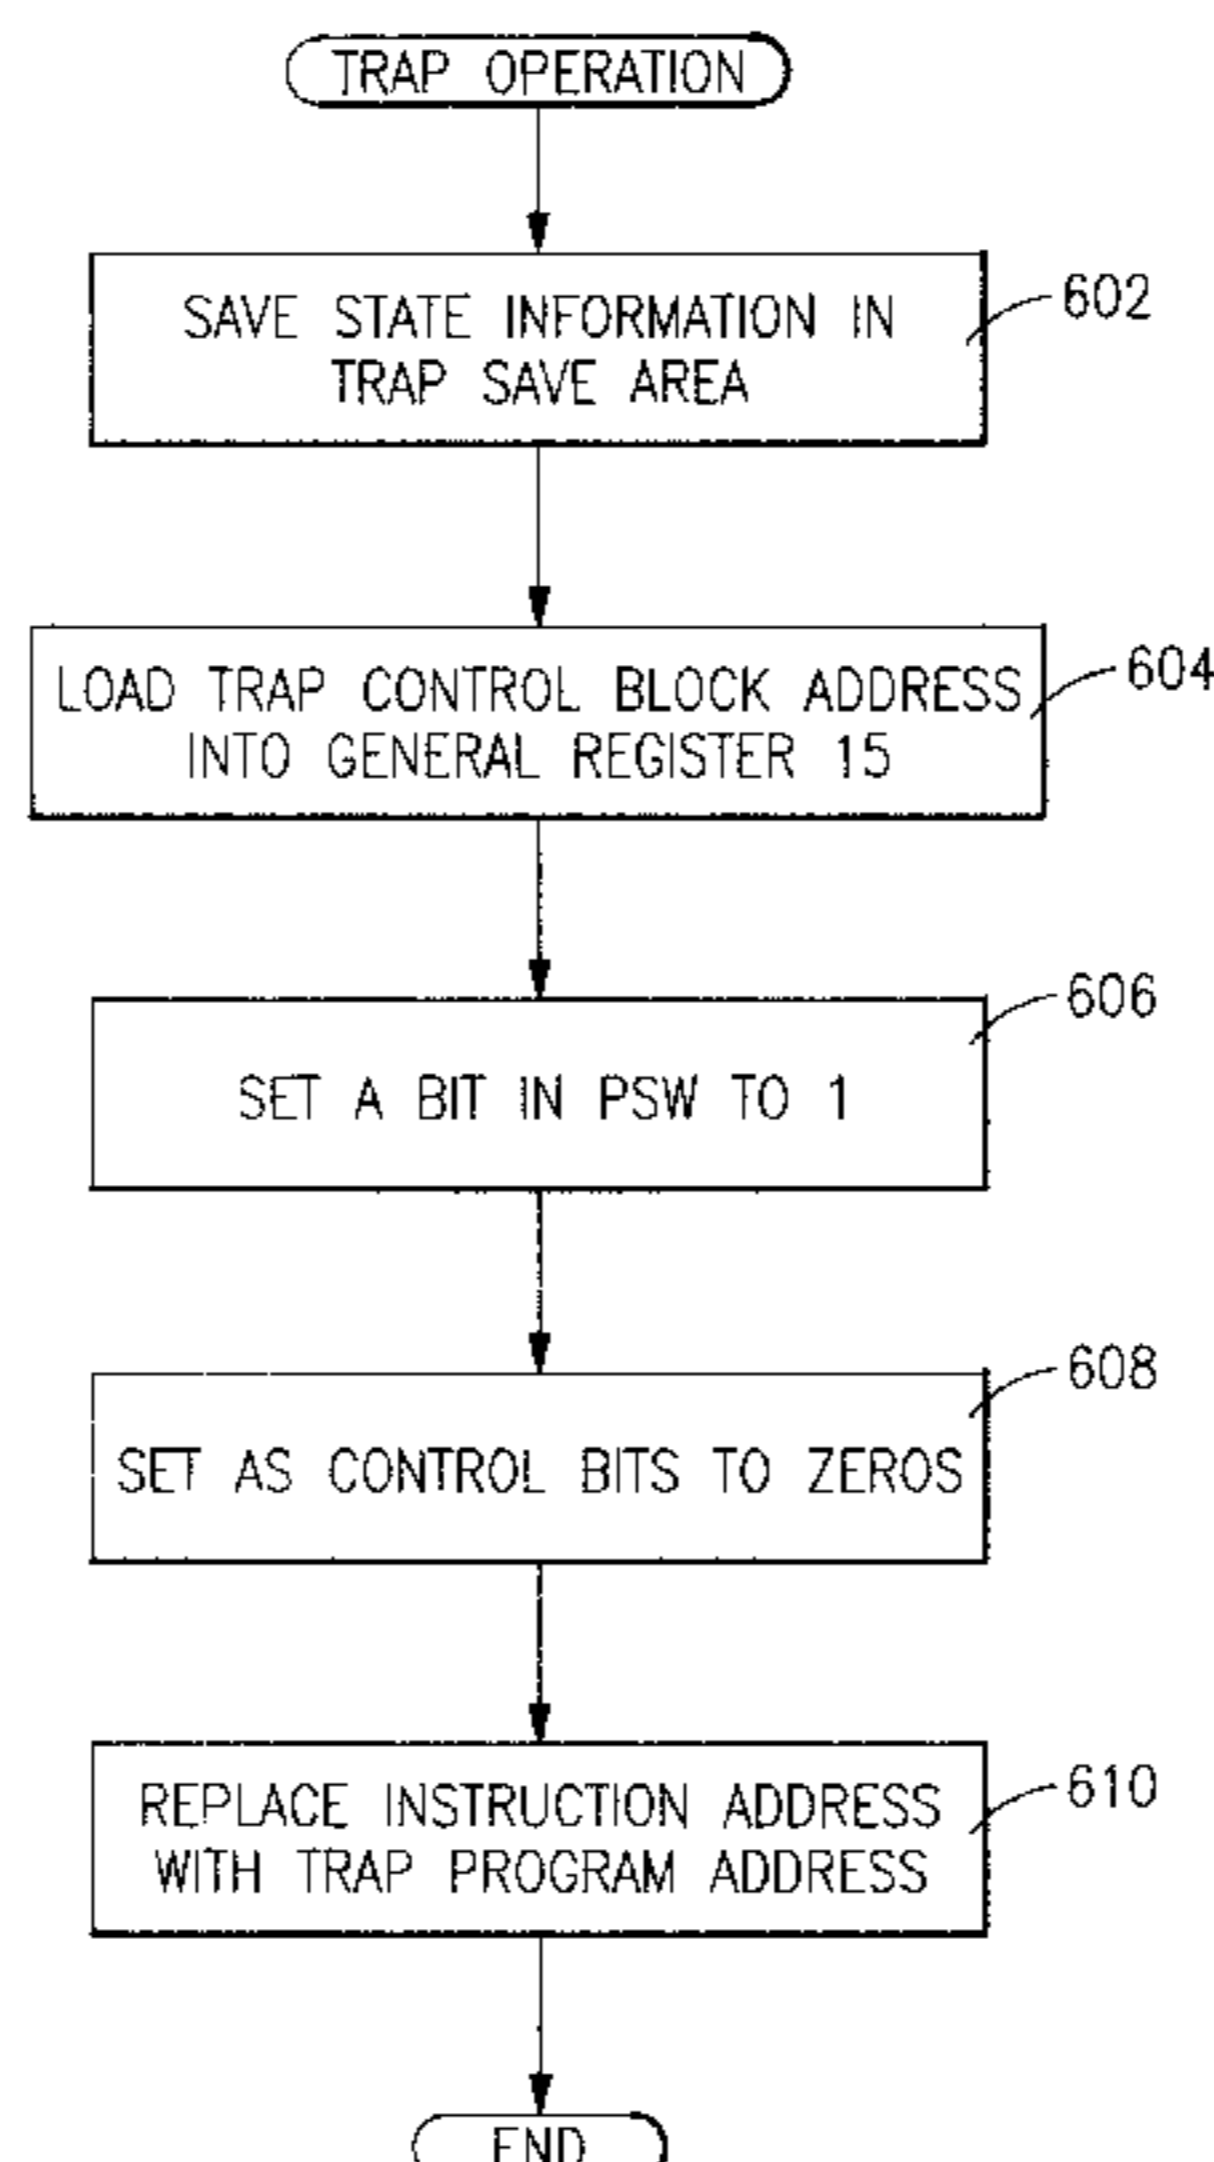 TRAP OPERATION
SAVE STATE INFORMATION IN
TRAP SAVE AREA
602
LOAD TRAP CONTROL BLOCK ADDRESS
INTO GENERAL REGISTER 15
604
606
SET A BIT IN PSW TO 1
608
SET AS CONTROL BITS TO ZEROS
610
REPLACE INSTRUCTION ADDRESS
WITH TRAP PROGRAM ADDRESS
END